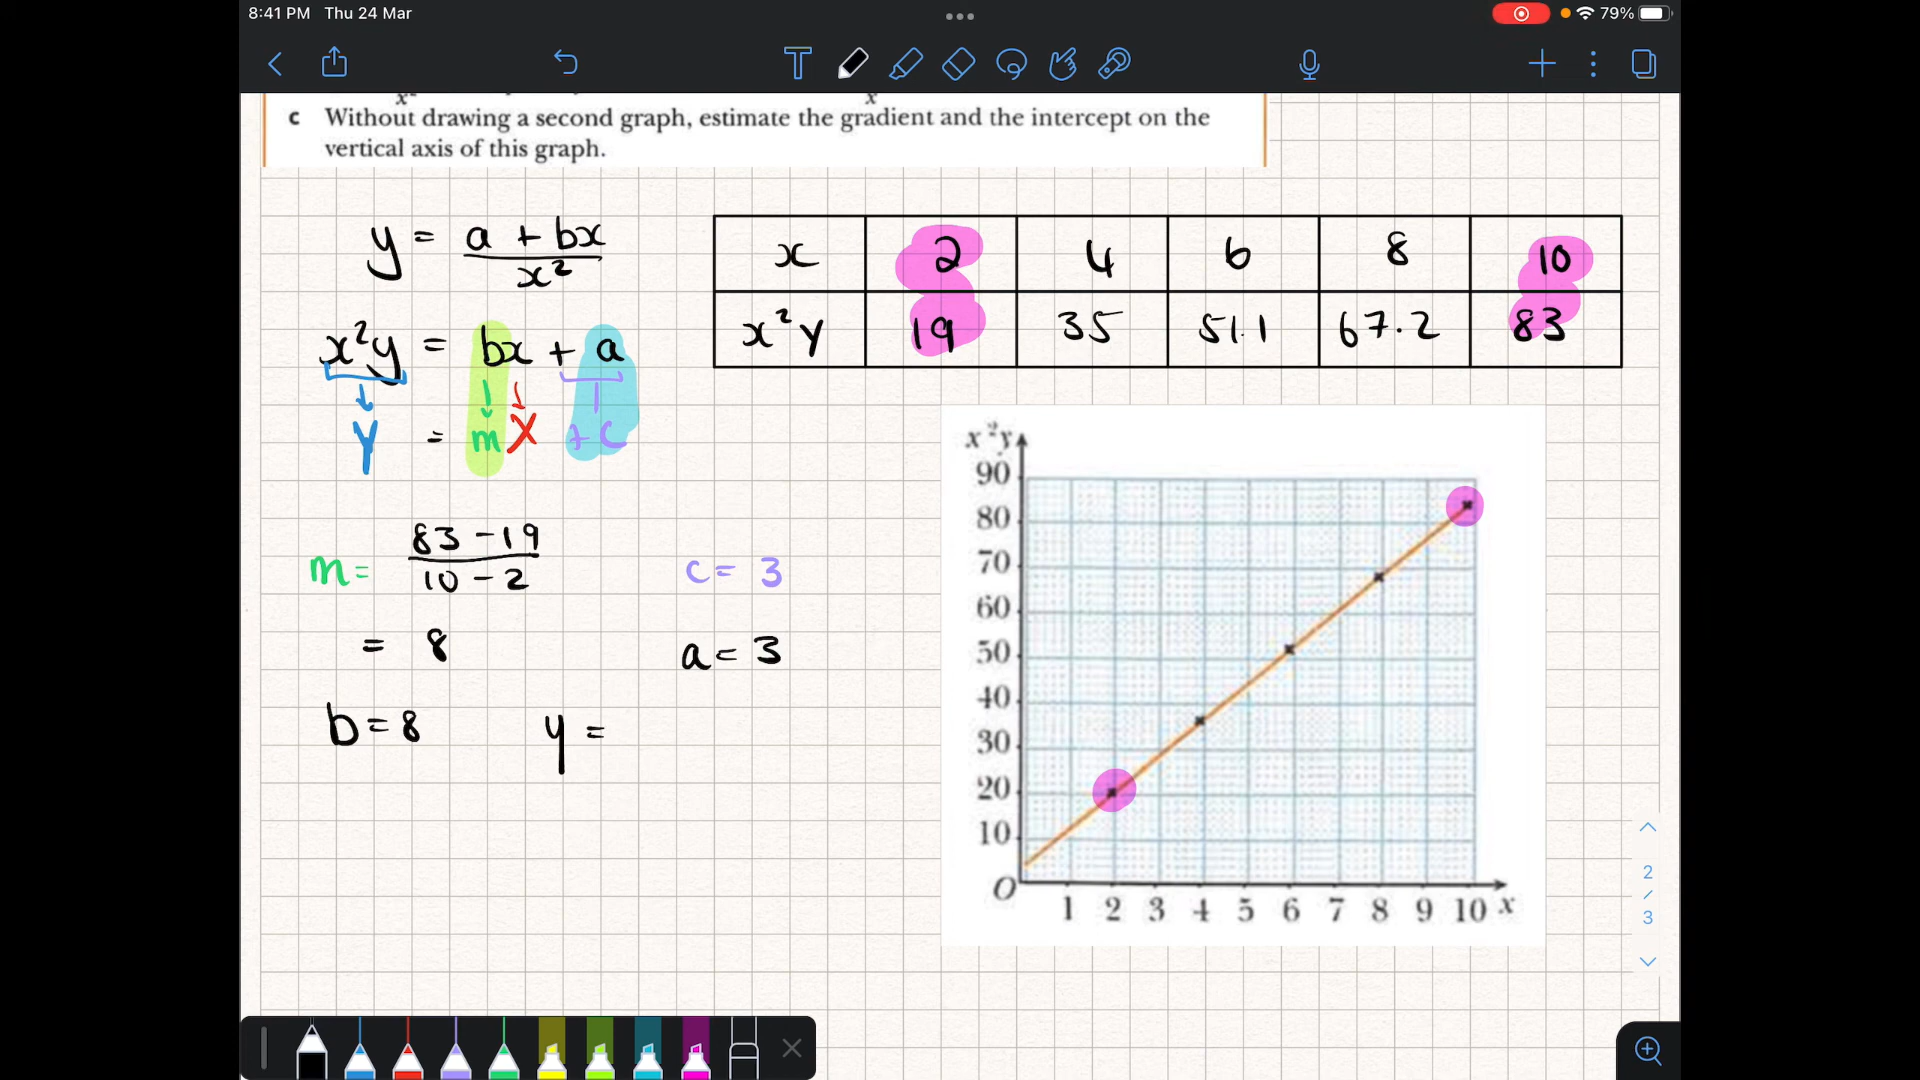 8:41 PM Thu 24 Mar
79%
c Without drawing a second graph, estimate the gradient and the intercept on the
vertical axis of this graph.
y = a + bx
x²
x²y = bx + a
Y = m X + C
m = 83 - 19
10 - 2
= 8
c = 3
a = 3
b = 8
y =
x 2 4 6 8 10
x²y 19 35 51.1 67.2 83
x²y
90
80
70
60
50
40
30
20
10
O
1 2 3 4 5 6 7 8 9 10 x
2
/
3